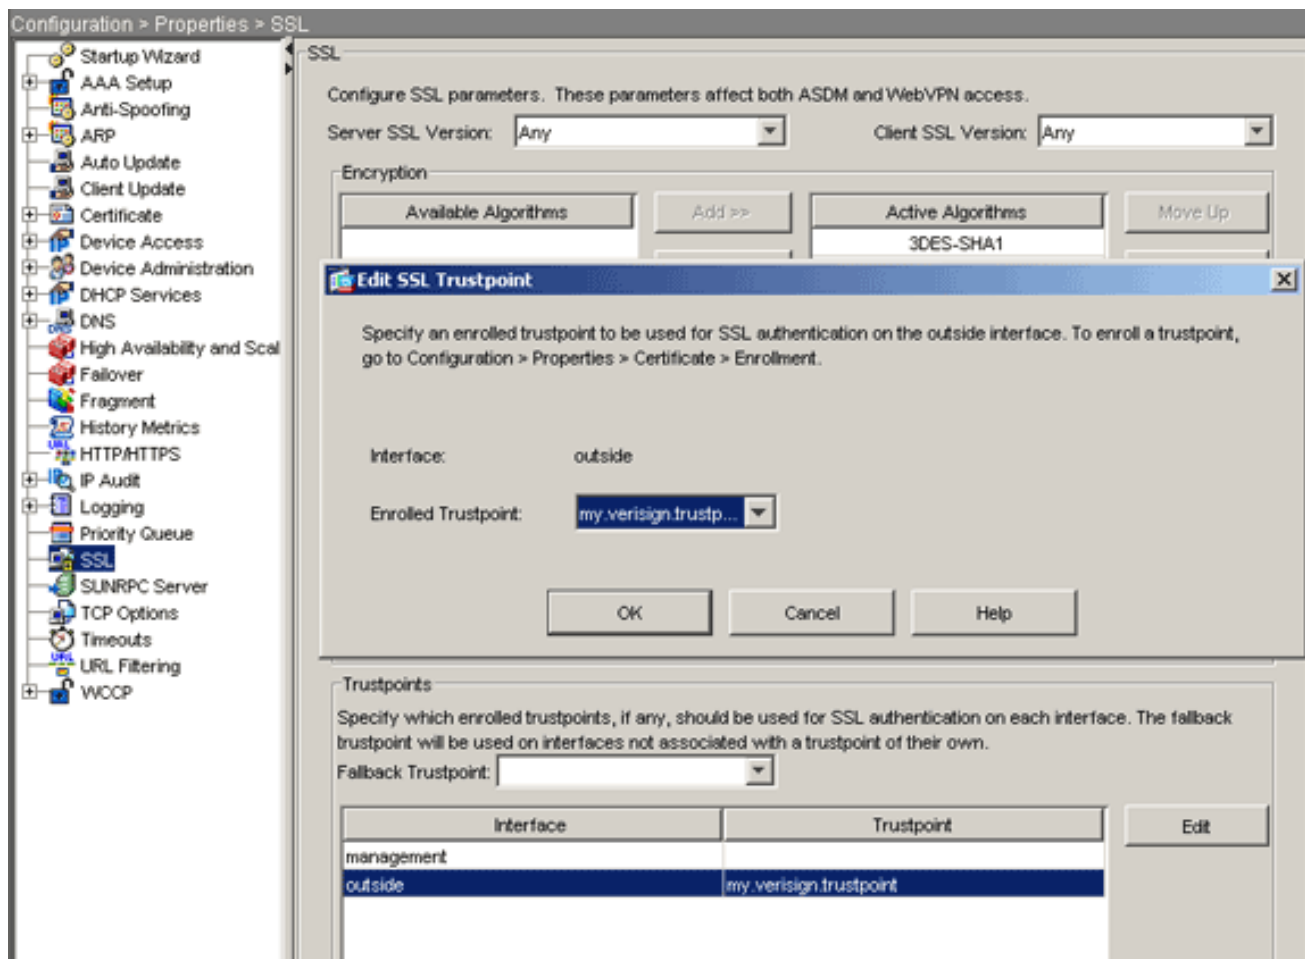 Configuration > Properties > SSL
Startup Wizard
AAA Setup
Anti-Spoofing
ARP
Auto Update
Client Update
Certificate
Device Access
Device Administration
DHCP Services
DNS
High Availability and Scal
Failover
Fragment
History Metrics
HTTP/HTTPS
IP Audit
Logging
Priority Queue
SSL
SUNRPC Server
TCP Options
Timeouts
URL Filtering
WCCP
SSL
Configure SSL parameters. These parameters affect both ASDM and WebVPN access.
Server SSL Version: Any Client SSL Version: Any
Encryption
Available Algorithms Add >> Active Algorithms Move Up
3DES-SHA1
Edit SSL Trustpoint
Specify an enrolled trustpoint to be used for SSL authentication on the outside interface. To enroll a trustpoint,
go to Configuration > Properties > Certificate > Enrollment.
Interface: outside
Enrolled Trustpoint: my.verisign.trustp...
OK Cancel Help
Trustpoints
Specify which enrolled trustpoints, if any, should be used for SSL authentication on each interface. The fallback
trustpoint will be used on interfaces not associated with a trustpoint of their own.
Fallback Trustpoint:
Interface Trustpoint Edit
management
outside my.verisign.trustpoint